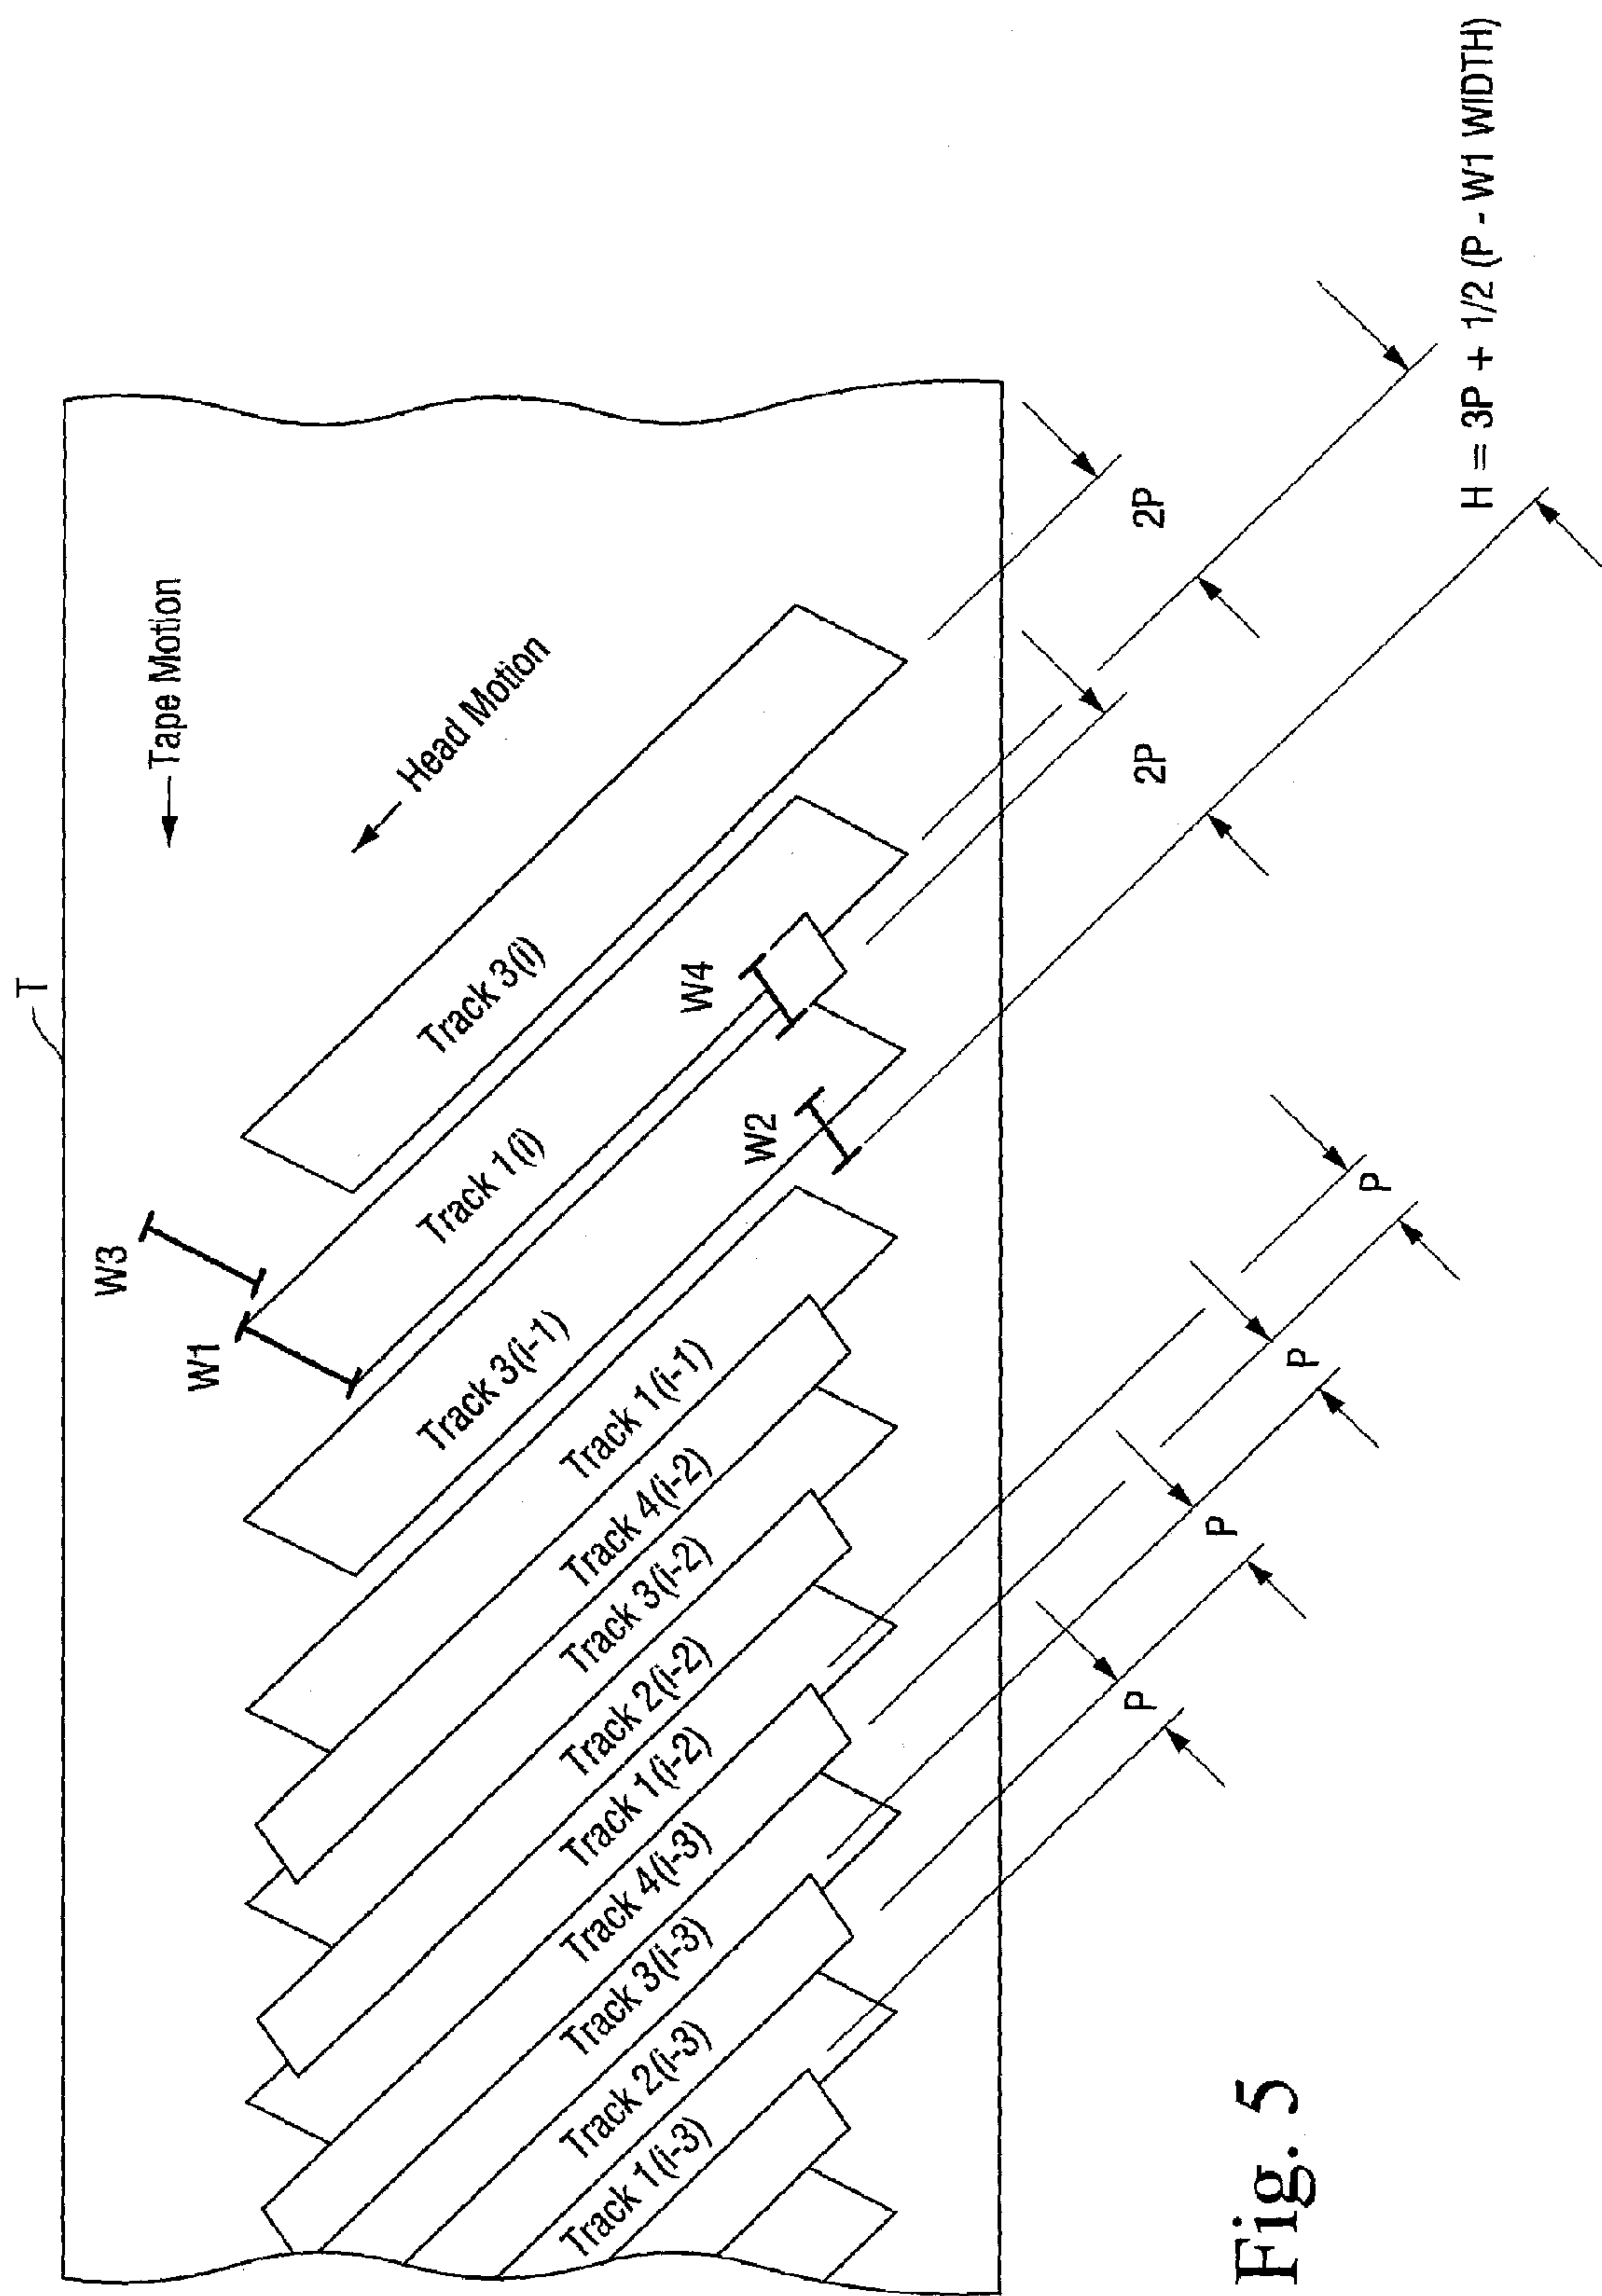 T
← Tape Motion
Head Motion
W3
W1
W4
W2
Track 3(i)
Track 1(i)
Track 3(i-1)
Track 1(i-1)
Track 4(i-2)
Track 3(i-2)
Track 2(i-2)
Track 1(i-2)
Track 4(i-3)
Track 3(i-3)
Track 2(i-3)
Track 1(i-3)
2P
2P
P
P
P
P
H = 3P + 1/2 (P - W1 WIDTH)
Fig. 5